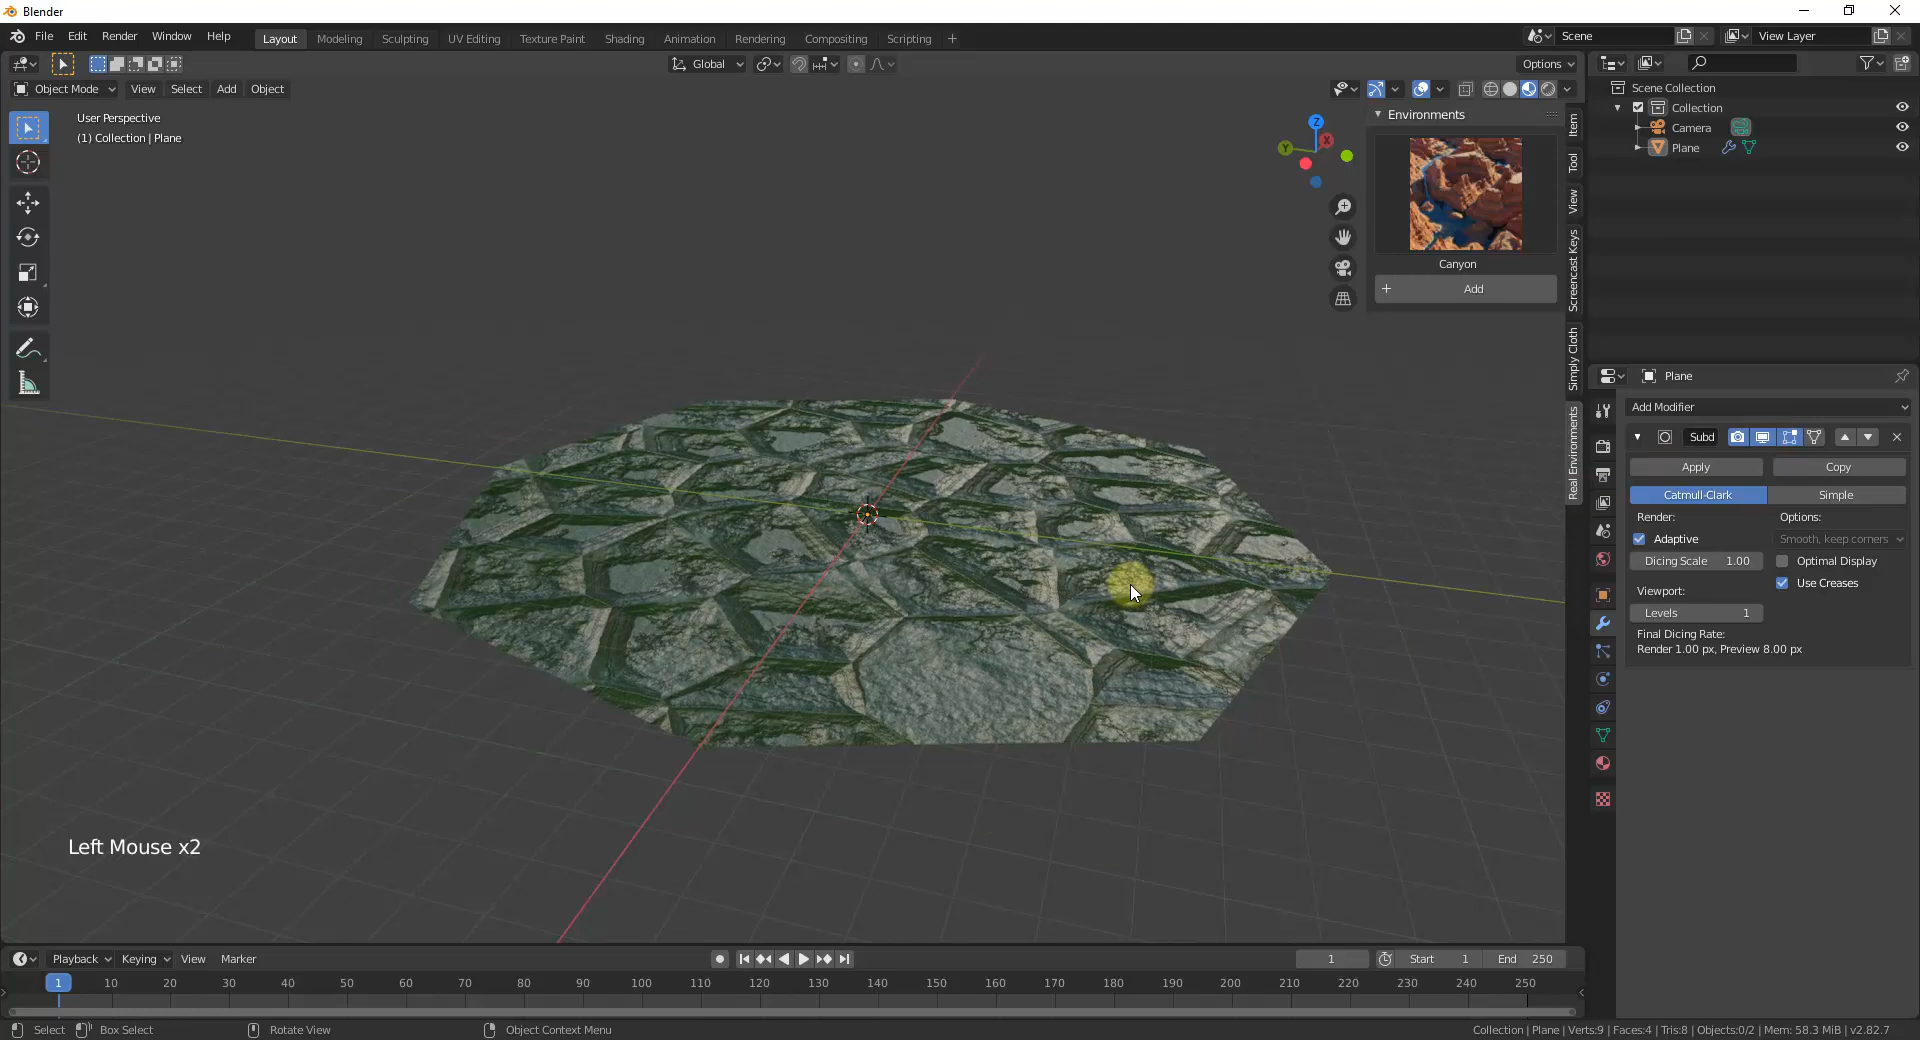 Blender
File Edit Render Window Help
Layout Modeling Sculpting UV Editing Texture Paint Shading Animation Rendering Compositing Scripting +
Scene
View Layer
Global
Options
Object Mode View Select Add Object
User Perspective
(1) Collection | Plane
Z
Y
X
Environments
Canyon
+ Add
Item
Tool
View
Screencast Keys
Simply Cloth
Real Environments
Scene Collection
Collection
Camera
Plane
Plane
Add Modifier
Subd
Apply Copy
Catmull-Clark Simple
Render: Options:
Adaptive Smooth, keep corners
Dicing Scale 1.00 Optimal Display
Use Creases
Viewport:
Levels 1
Final Dicing Rate:
Render 1.00 px, Preview 8.00 px
Left Mouse x2
Playback Keying View Marker
1 Start 1 End 250
1 10 20 30 40 50 60 70 80 90 100 110 120 130 140 150 160 170 180 190 200 210 220 230 240 250
Select Box Select Rotate View Object Context Menu
Collection | Plane | Verts:9 | Faces:4 | Tris:8 | Objects:0/2 | Mem: 58.3 MiB | v2.82.7